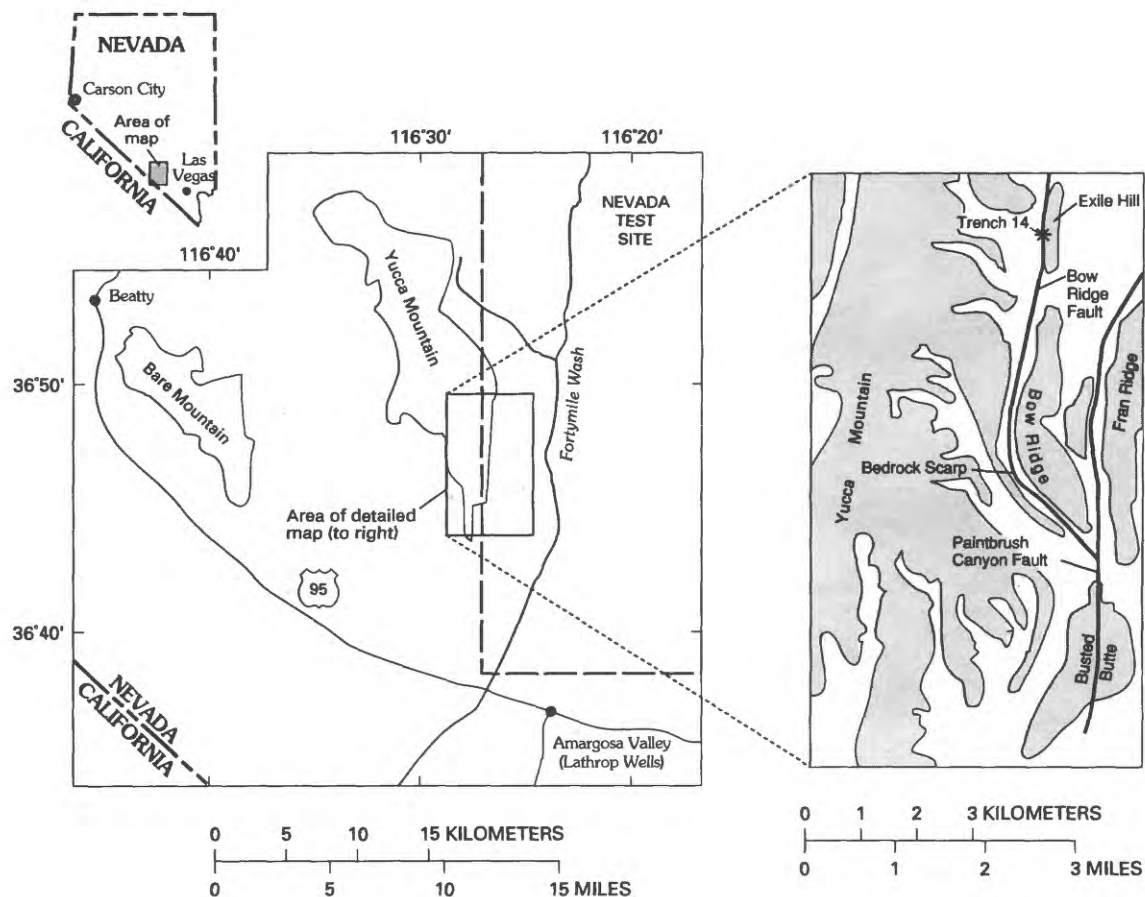 NEVADA
Carson City
CALIFORNIA
Area of
map
Las
Vegas
116°40'
116°30'
116°20'
NEVADA
TEST
SITE
Beatty
Yucca Mountain
Bare Mountain
36°50'
Fortymile Wash
Area of detailed
map (to right)
95
36°40'
NEVADA
CALIFORNIA
Amargosa Valley
(Lathrop Wells)
0 5 10 15 KILOMETERS
0 5 10 15 MILES
Exile Hill
Trench 14
Bow
Ridge
Fault
Yucca Mountain
Bow Ridge
Fran Ridge
Bedrock Scarp
Paintbrush
Canyon Fault
Busted
Butte
0 1 2 3 KILOMETERS
0 1 2 3 MILES